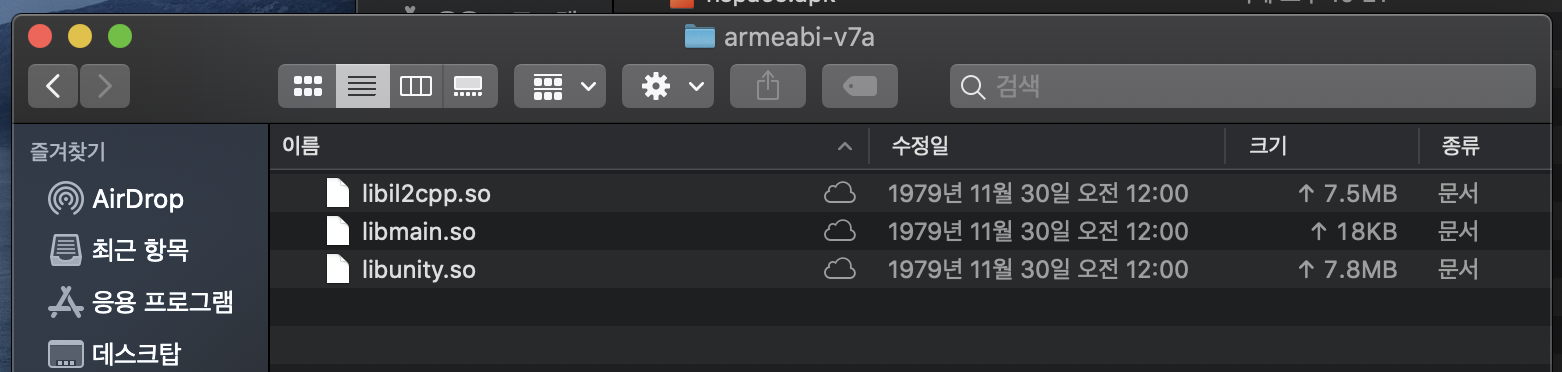 armeabi-v7a
검색
즐겨찾기
이름 수정일 크기 종류
AirDrop
libil2cpp.so 1979년 11월 30일 오전 12:00 ↑ 7.5MB 문서
libmain.so 1979년 11월 30일 오전 12:00 ↑ 18KB 문서
최근 항목
libunity.so 1979년 11월 30일 오전 12:00 ↑ 7.8MB 문서
응용 프로그램
데스크탑